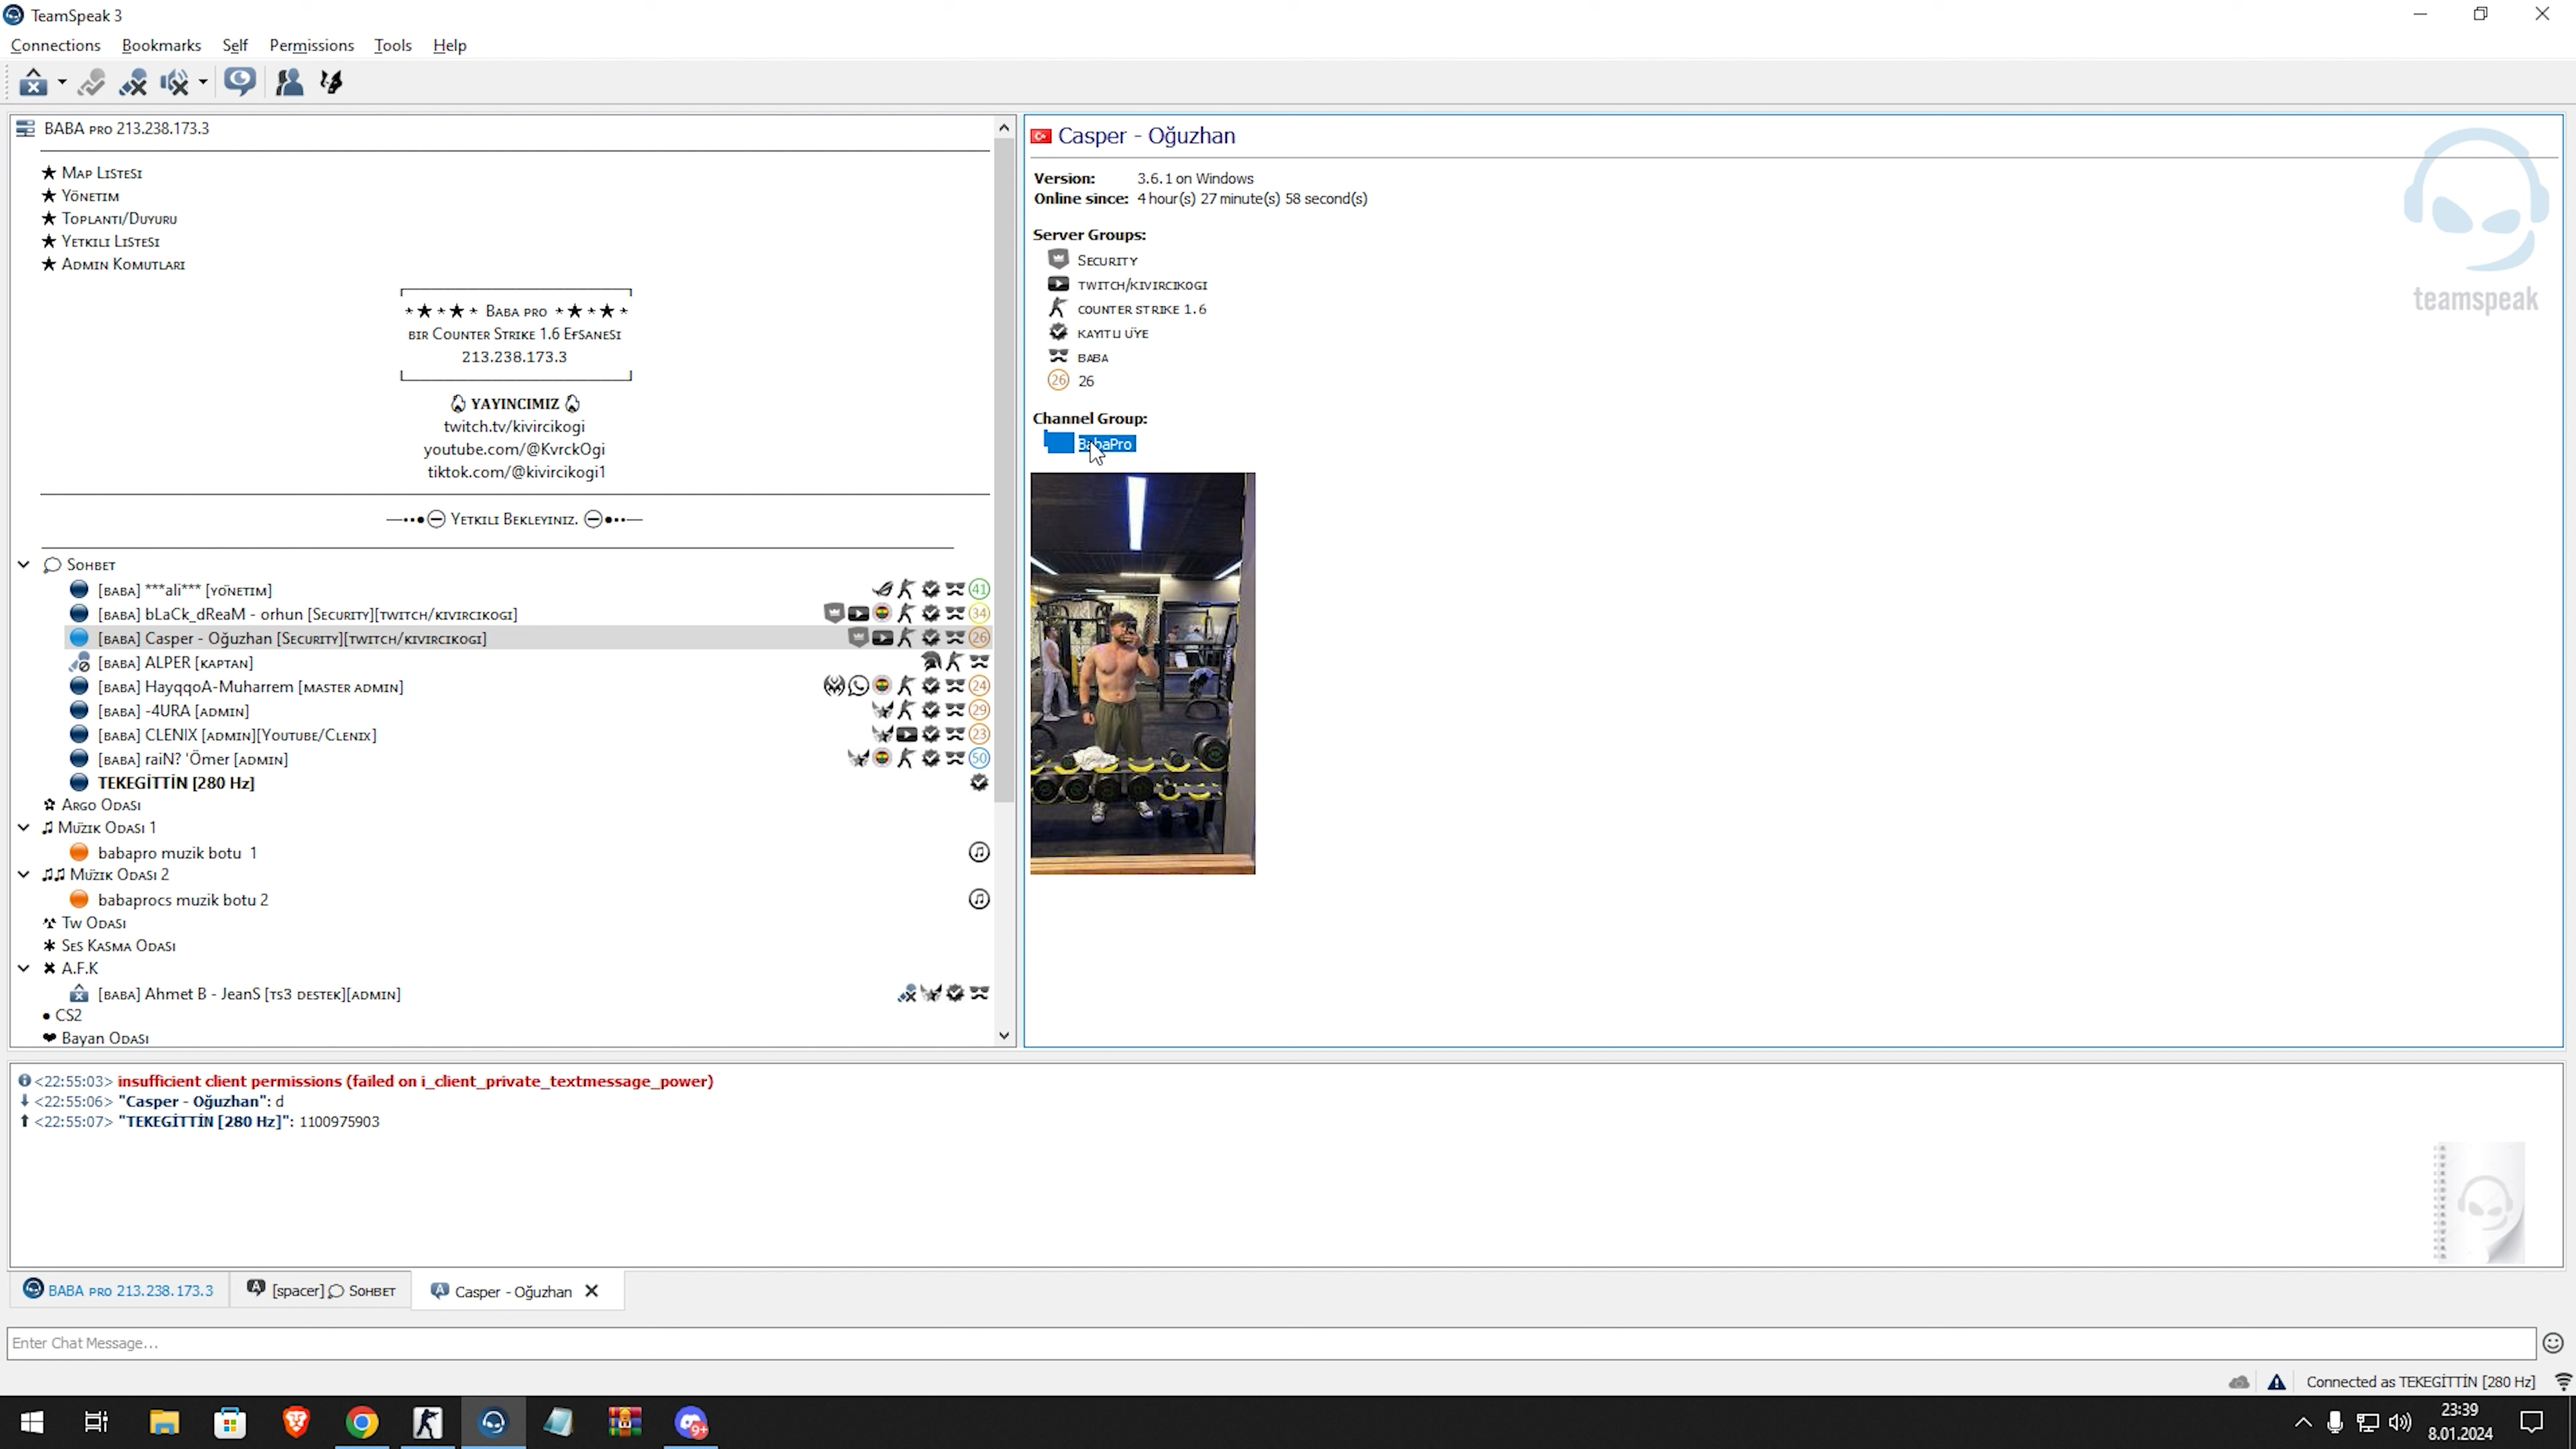 TeamSpeak 3
Connections Bookmarks Self Permissions Tools Help
BABA PRO 213.238.173.3
★ MAP LISTESI
★ YÖNETIM
★ TOPLANTI/DUYURU
★ YETKILI LISTESI
★ ADMIN KOMUTLARI
⋆★⋆★⋆ BABA PRO ⋆★⋆★⋆
BIR COUNTER STRIKE 1.6 EFSANESI
213.238.173.3
YAYINCIMIZ
twitch.tv/kivircikogi
youtube.com/@KvrckOgi
tiktok.com/@kivircikogi1
YETKILI BEKLEYINIZ.
SOHBET
[BABA] ***ali*** [YÖNETIM] 41
[BABA] bLaCk_dReaM - orhun [SECURITY][TWITCH/KIVIRCIKOGI] 34
[BABA] Casper - Oğuzhan [SECURITY][TWITCH/KIVIRCIKOGI] 26
[BABA] ALPER [KAPTAN]
[BABA] HayqqoA-Muharrem [MASTER ADMIN] 24
[BABA] -4URA [ADMIN] 29
[BABA] CLENIX [ADMIN][YOUTUBE/CLENIX] 23
[BABA] raiN? 'Ömer [ADMIN] 50
TEKEGİTTİN [280 Hz]
ARGO ODASI
♫ MÜZIK ODASI 1
babapro muzik botu 1
♫♫ MÜZIK ODASI 2
babaprocs muzik botu 2
TW ODASI
SES KASMA ODASI
A.F.K
[BABA] Ahmet B - JeanS [TS3 DESTEK][ADMIN]
• CS2
❤ BAYAN ODASI
Casper - Oğuzhan
Version: 3.6.1 on Windows
Online since: 4 hour(s) 27 minute(s) 58 second(s)
Server Groups:
SECURITY
TWITCH/KIVIRCIKOGI
COUNTER STRIKE 1.6
KAYITLI ÜYE
BABA
26 26
Channel Group:
BabaPro
teamspeak
<22:55:03> insufficient client permissions (failed on i_client_private_textmessage_power)
<22:55:06> "Casper - Oğuzhan": d
<22:55:07> "TEKEGİTTİN [280 Hz]": 1100975903
BABA PRO 213.238.173.3 [spacer] SOHBET Casper - Oğuzhan
Enter Chat Message...
Connected as TEKEGİTTİN [280 Hz]
9+
23:39
8.01.2024